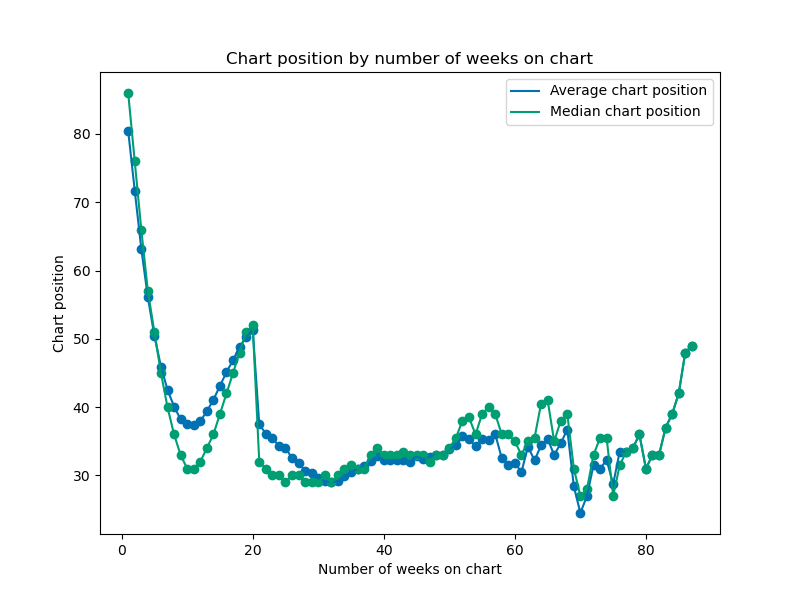 Chart position by number of weeks on chart
Average chart position
Median chart position
80
70
60
50
40
30
Chart position
0 20 40 60 80
Number of weeks on chart